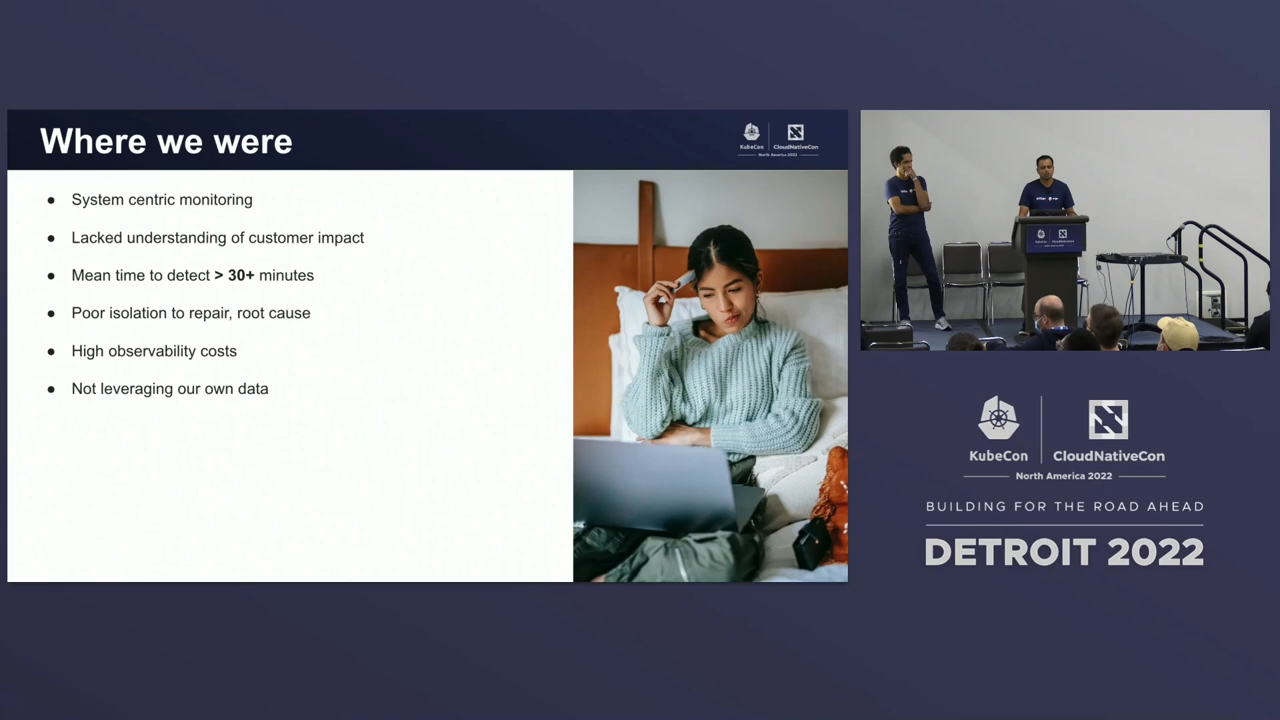 Where we were
KubeCon
CloudNativeCon
North America 2022
● System centric monitoring
● Lacked understanding of customer impact
● Mean time to detect > 30+ minutes
● Poor isolation to repair, root cause
● High observability costs
● Not leveraging our own data
KubeCon
CloudNativeCon
North America 2022
BUILDING FOR THE ROAD AHEAD
DETROIT 2022